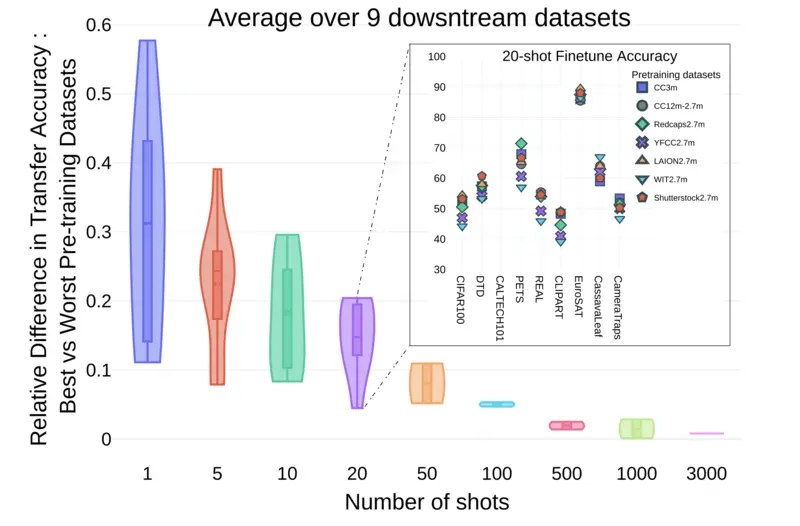 Average over 9 dowsntream datasets
Relative Difference in Transfer Accuracy :
Best vs Worst Pre-training Datasets
0.6
0.5
0.4
0.3
0.2
0.1
0
1
5
10
20
50
100
500
1000
3000
Number of shots
20-shot Finetune Accuracy
100
90
80
70
60
50
40
30
CIFAR100
DTD
CALTECH101
PETS
REAL
CLIPART
EuroSAT
CassavaLeaf
CameraTraps
Pretraining datasets
CC3m
CC12m-2.7m
Redcaps2.7m
YFCC2.7m
LAION2.7m
WIT2.7m
Shutterstock2.7m